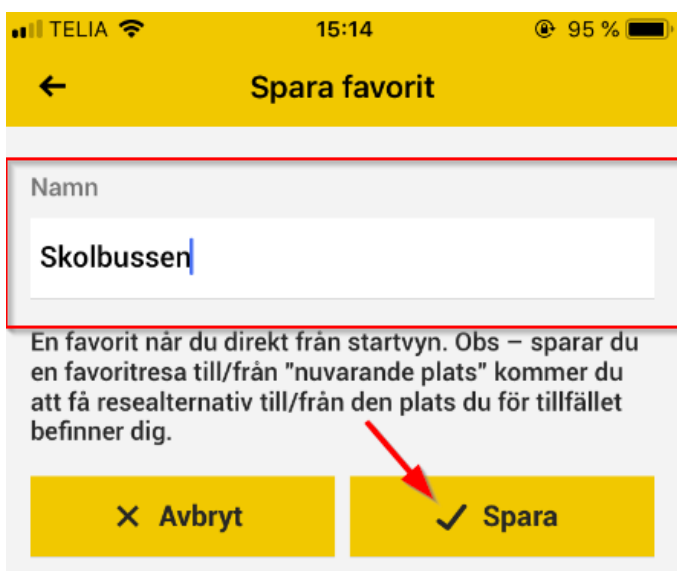 TELIA 15:14 95 %
Spara favorit
Namn
Skolbussen
En favorit når du direkt från startvyn. Obs – sparar du
en favoritresa till/från "nuvarande plats" kommer du
att få resealternativ till/från den plats du för tillfället
befinner dig.
Avbryt
Spara